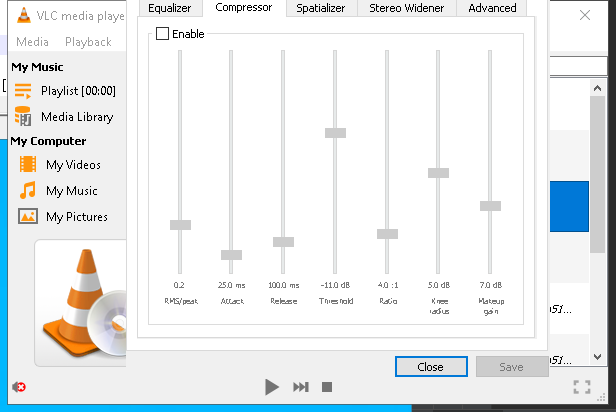 VLC media player
Media Playback
Equalizer Compressor Spatializer Stereo Widener Advanced
Enable
My Music
Playlist [00:00]
Media Library
My Computer
My Videos
My Music
My Pictures
0.2 25.0 ms 100.0 ms -11.0 dB 4.0 :1 5.0 dB 7.0 dB
RMS/peak Attack Release Threshold Ratio Knee radius Makeup gain
Close Save